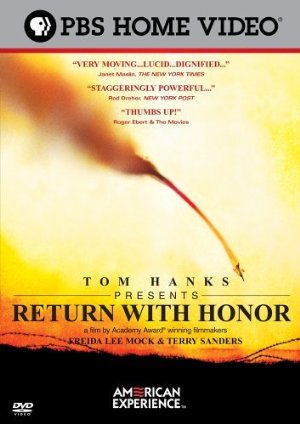 PBS HOME VIDEO®
"VERY MOVING...LUCID...DIGNIFIED..."
Janet Maslin, THE NEW YORK TIMES
"STAGGERINGLY POWERFUL..."
Rod Dreher, NEW YORK POST
"THUMBS UP!"
Roger Ebert & The Movies
TOM HANKS
PRESENTS
RETURN WITH HONOR
a film by Academy Award® winning filmmakers
FREIDA LEE MOCK & TERRY SANDERS
AMERICAN
EXPERIENCE™
DVD
VIDEO